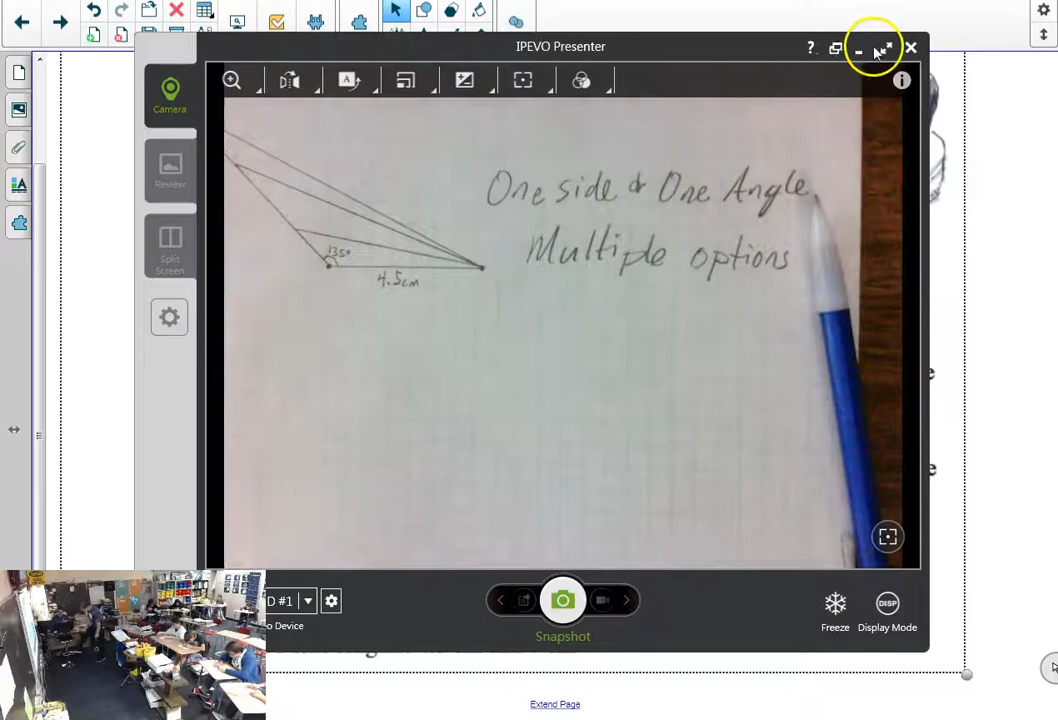 IPEVO Presenter
?
Camera
Review
Split
Screen
A
A
One side & One Angle
Multiple options
135°
4.5cm
D #1
o Device
Snapshot
Freeze
DISP
Display Mode
Extend Page